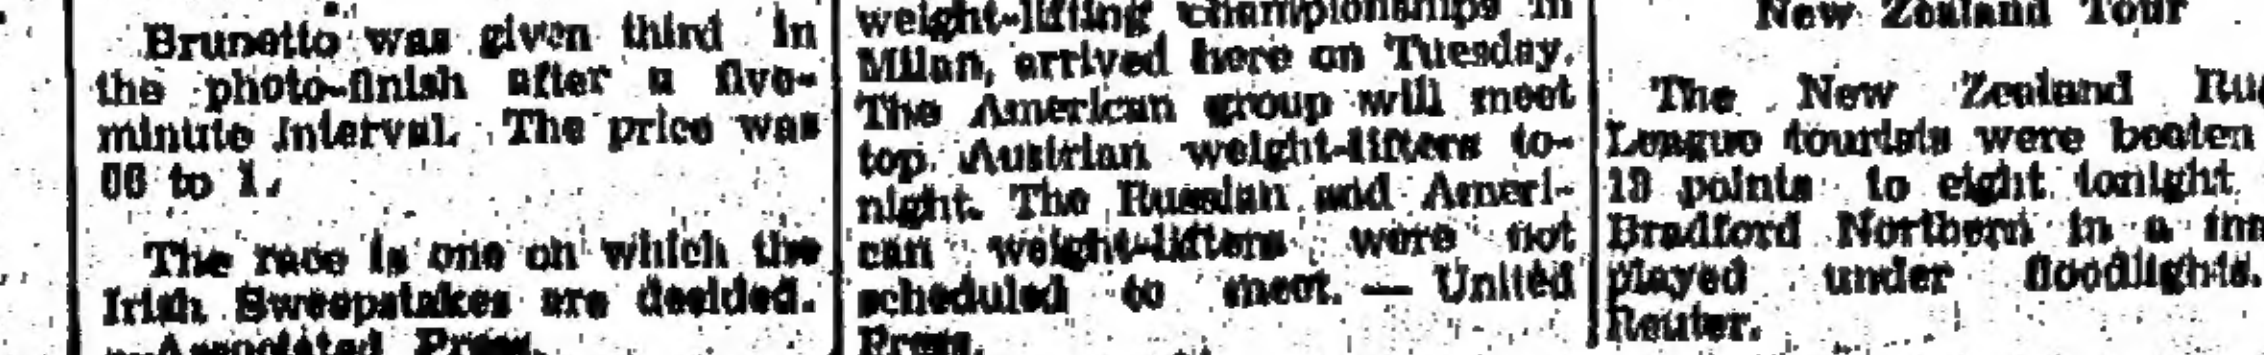 Brunetto was given third in
the photo-finish after a five-
minute interval. The price was
to 1.
The race is one on which the
Irish Sweepstakes are decided.
—Associated Press.
weight-lifting championships in
Milan, arrived here on Tuesday.
The American group will meet
top Austrian weight-lifters to-
night. The Russian and Ameri-
can weight-lifters were not
scheduled to meet. — United
Press.
New Zealand Tour
The New Zealand
League tourists were beaten
points to eight tonight
Bradford Northern in a
played under floodlights.
Reuter.